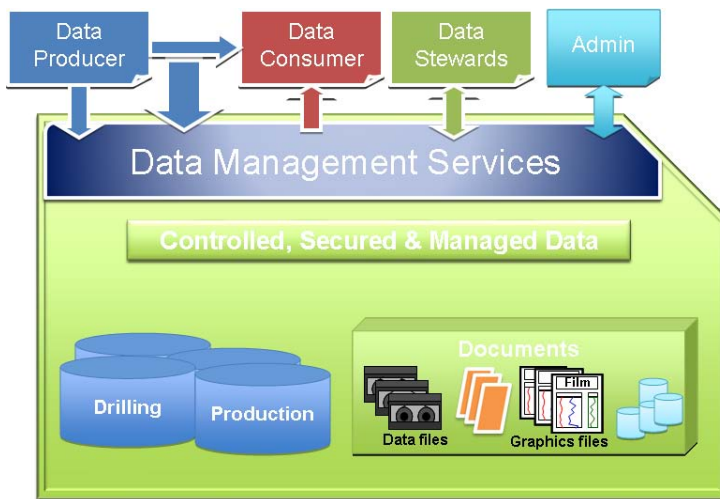 Data
Producer
Data
Consumer
Data
Stewards
Admin
Data Management Services
Controlled, Secured & Managed Data
Documents
Film
Drilling
Production
Data files
Graphics files